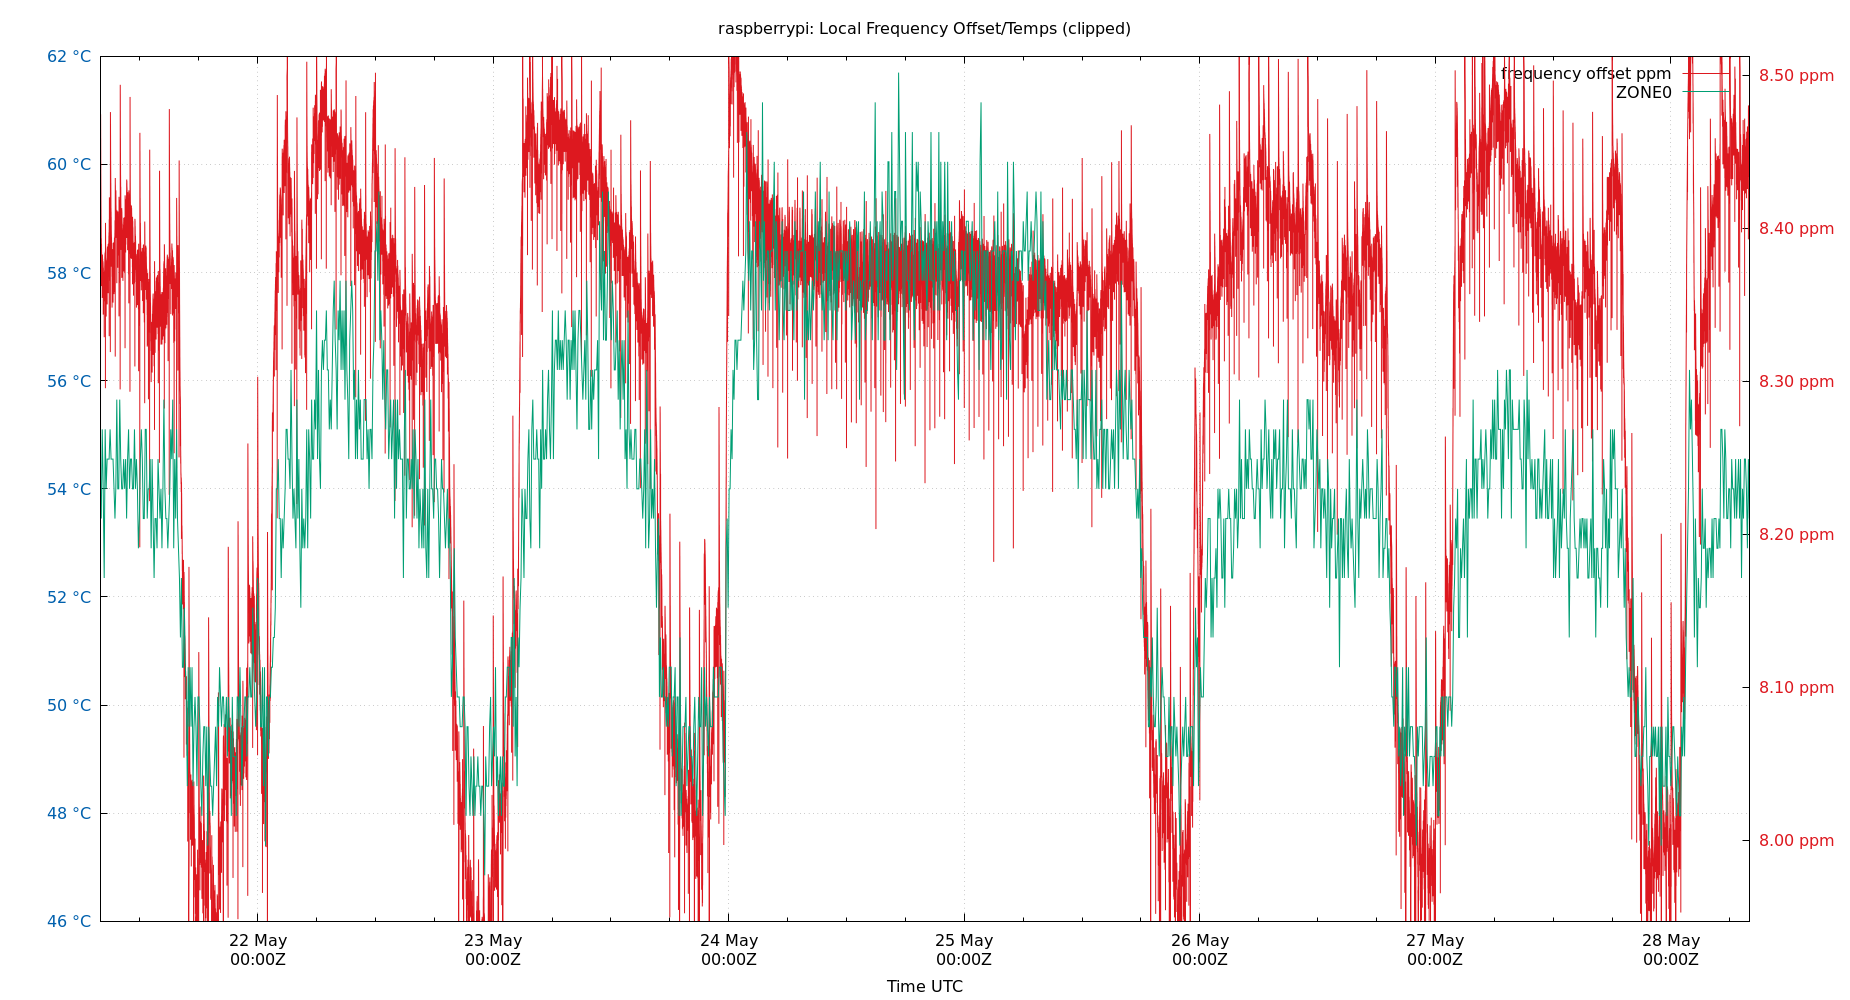 raspberrypi: Local Frequency Offset/Temps (clipped)
62 °C
60 °C
58 °C
56 °C
54 °C
52 °C
50 °C
48 °C
46 °C
frequency offset ppm
ZONE0
8.50 ppm
8.40 ppm
8.30 ppm
8.20 ppm
8.10 ppm
8.00 ppm
22 May
00:00Z
23 May
00:00Z
24 May
00:00Z
25 May
00:00Z
26 May
00:00Z
27 May
00:00Z
28 May
00:00Z
Time UTC